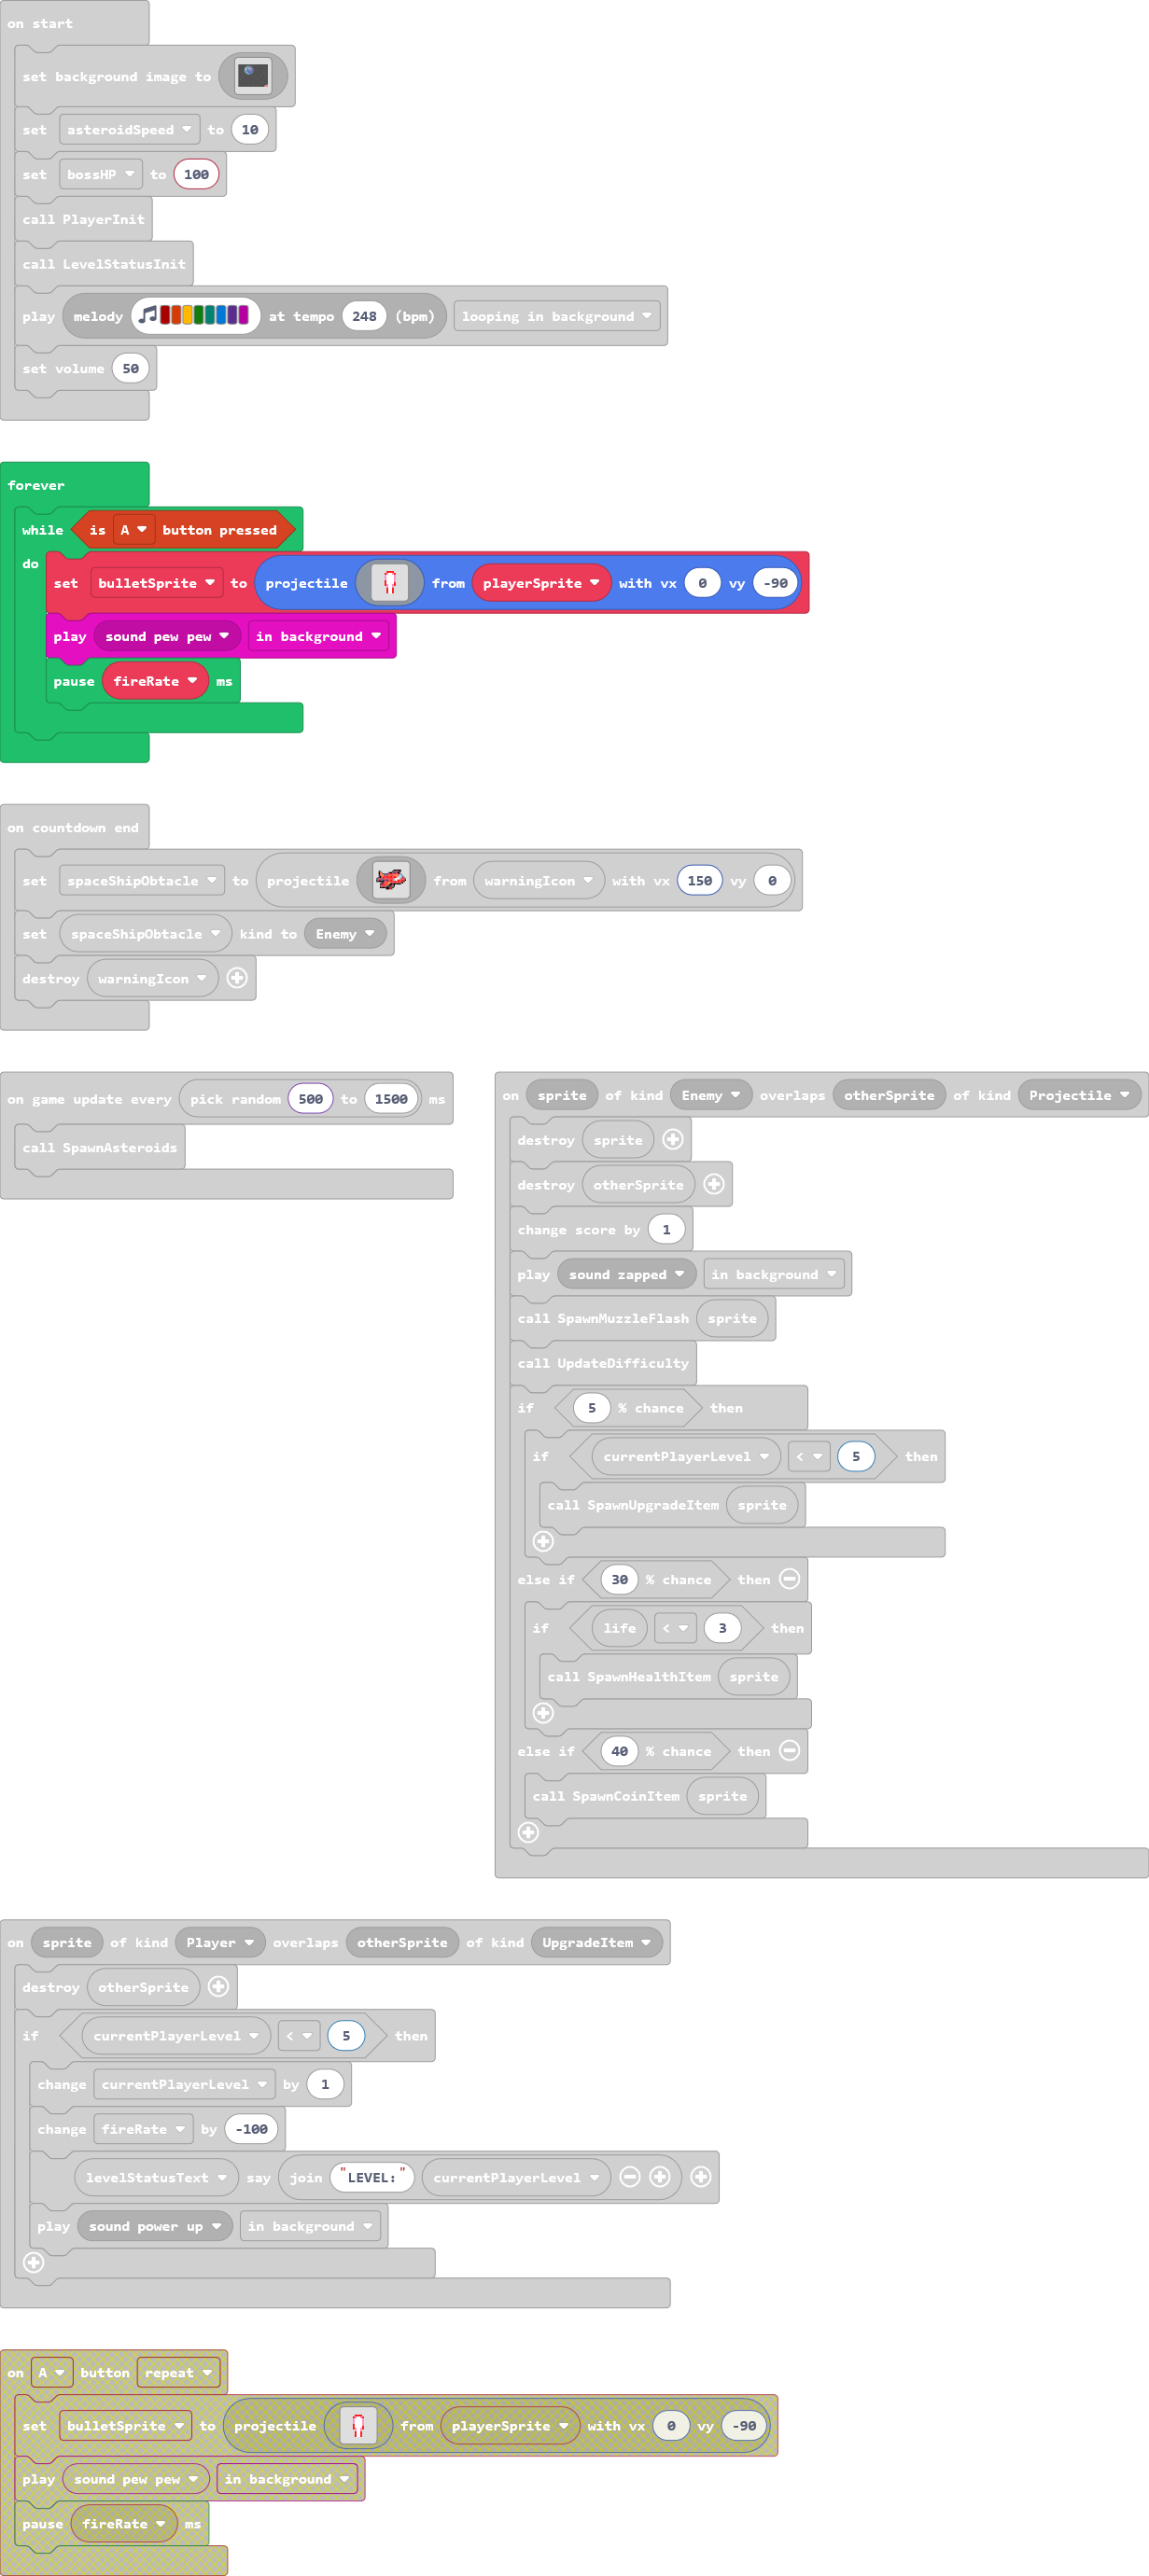 on start
set background image to
set asteroidSpeed to 10
set bossHP to 100
call PlayerInit
call LevelStatusInit
play melody at tempo 248 (bpm) looping in background
set volume 50
forever
while is A button pressed
do
set bulletSprite to projectile from playerSprite with vx 0 vy -90
play sound pew pew in background
pause fireRate ms
on countdown end
set spaceShipObtacle to projectile from warningIcon with vx 150 vy 0
set spaceShipObtacle kind to Enemy
destroy warningIcon
on game update every pick random 500 to 1500 ms
call SpawnAsteroids
on sprite of kind Enemy overlaps otherSprite of kind Projectile
destroy sprite
destroy otherSprite
change score by 1
play sound zapped in background
call SpawnMuzzleFlash sprite
call UpdateDifficulty
if 5 % chance then
if currentPlayerLevel < 5 then
call SpawnUpgradeItem sprite
else if 30 % chance then
if life < 3 then
call SpawnHealthItem sprite
else if 40 % chance then
call SpawnCoinItem sprite
on sprite of kind Player overlaps otherSprite of kind UpgradeItem
destroy otherSprite
if currentPlayerLevel < 5 then
change currentPlayerLevel by 1
change fireRate by -100
levelStatusText say join "LEVEL:" currentPlayerLevel
play sound power up in background
on A button repeat
set bulletSprite to projectile from playerSprite with vx 0 vy -90
play sound pew pew in background
pause fireRate ms